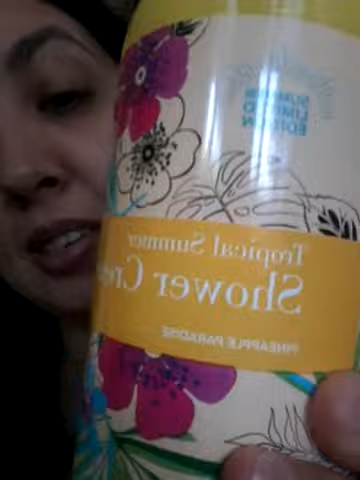 SUMMER
LIMITED
EDITION
Tropical Summer
Shower Cre
PINEAPPLE PARADISE